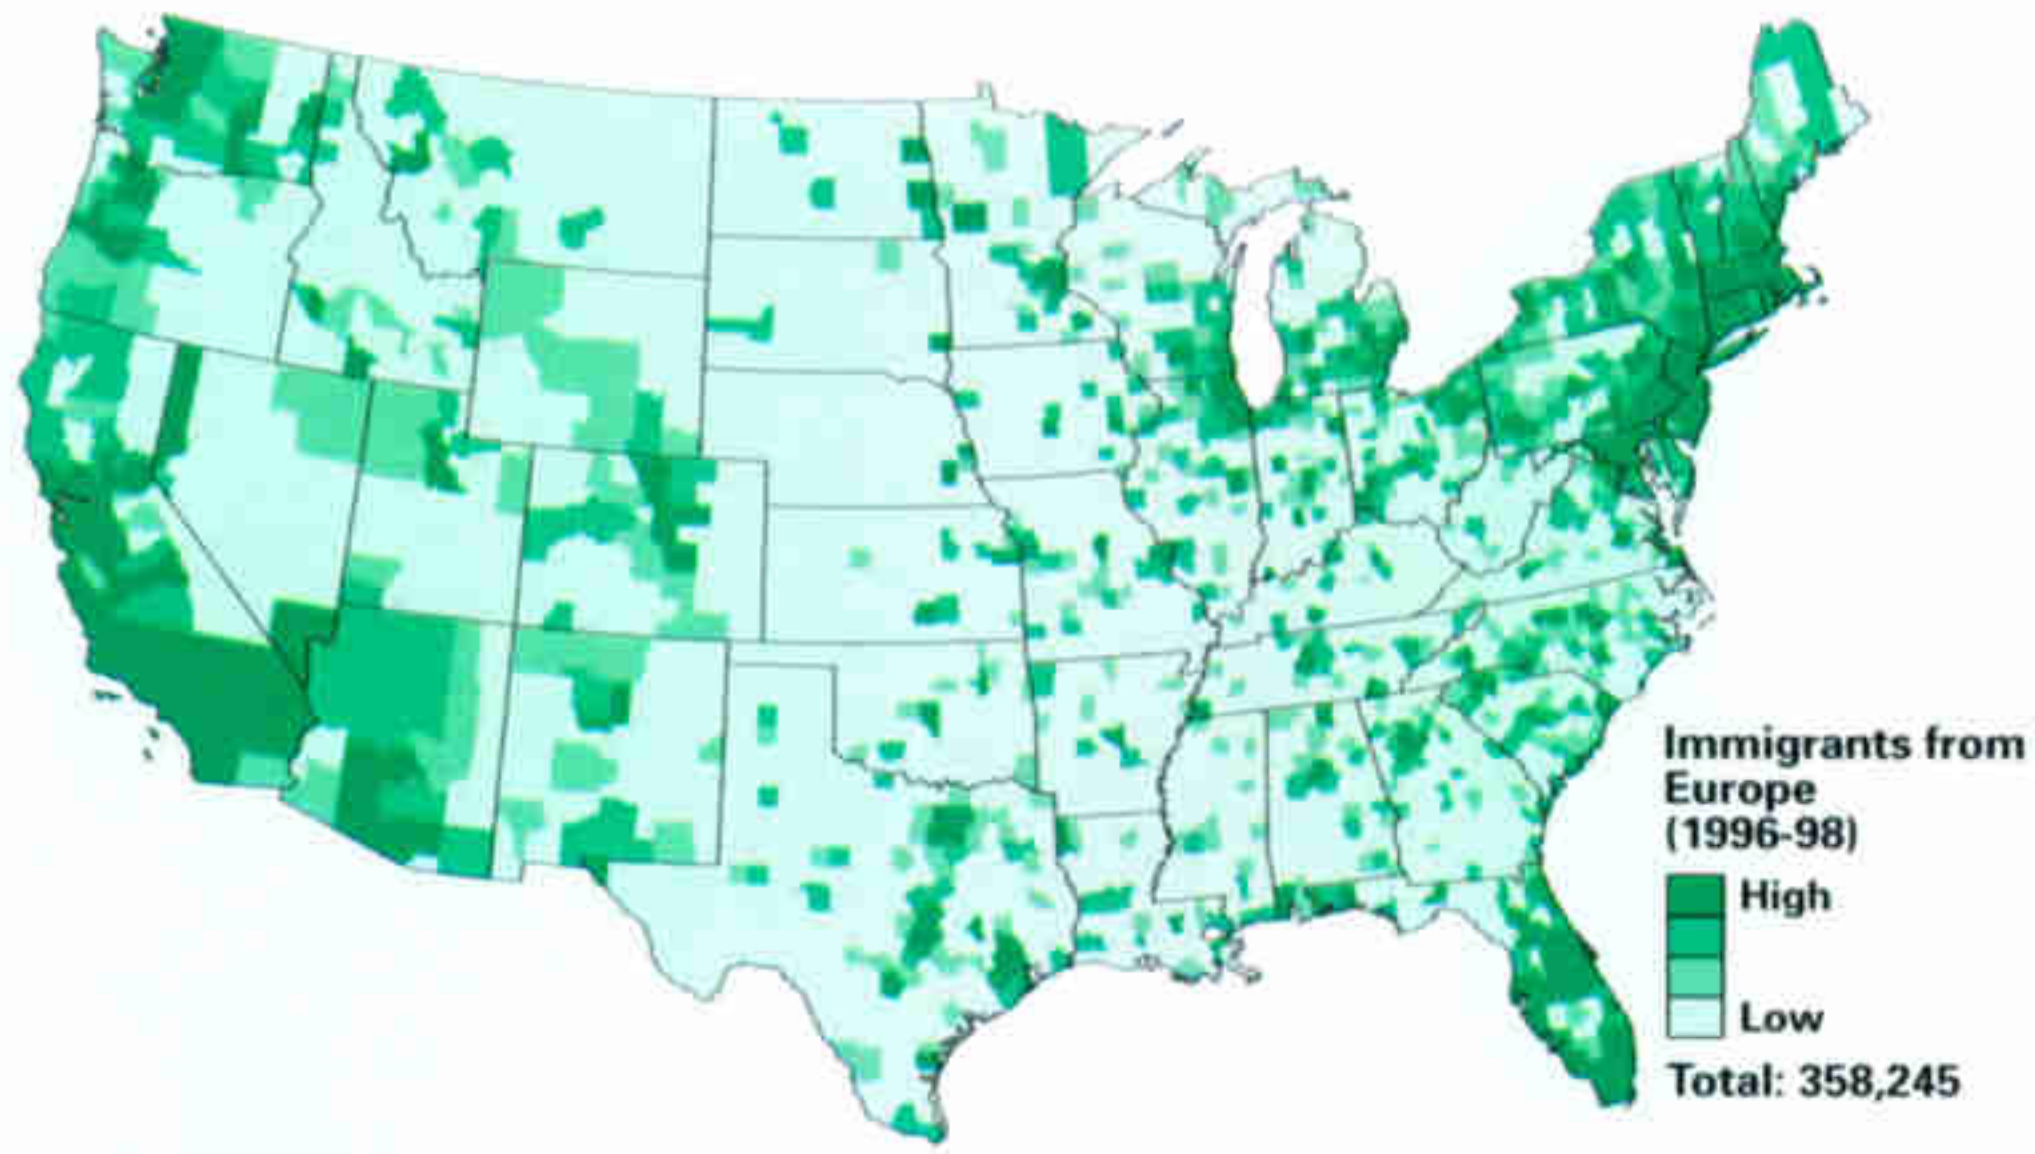 Immigrants from
Europe
(1996-98)
High
Low
Total: 358,245